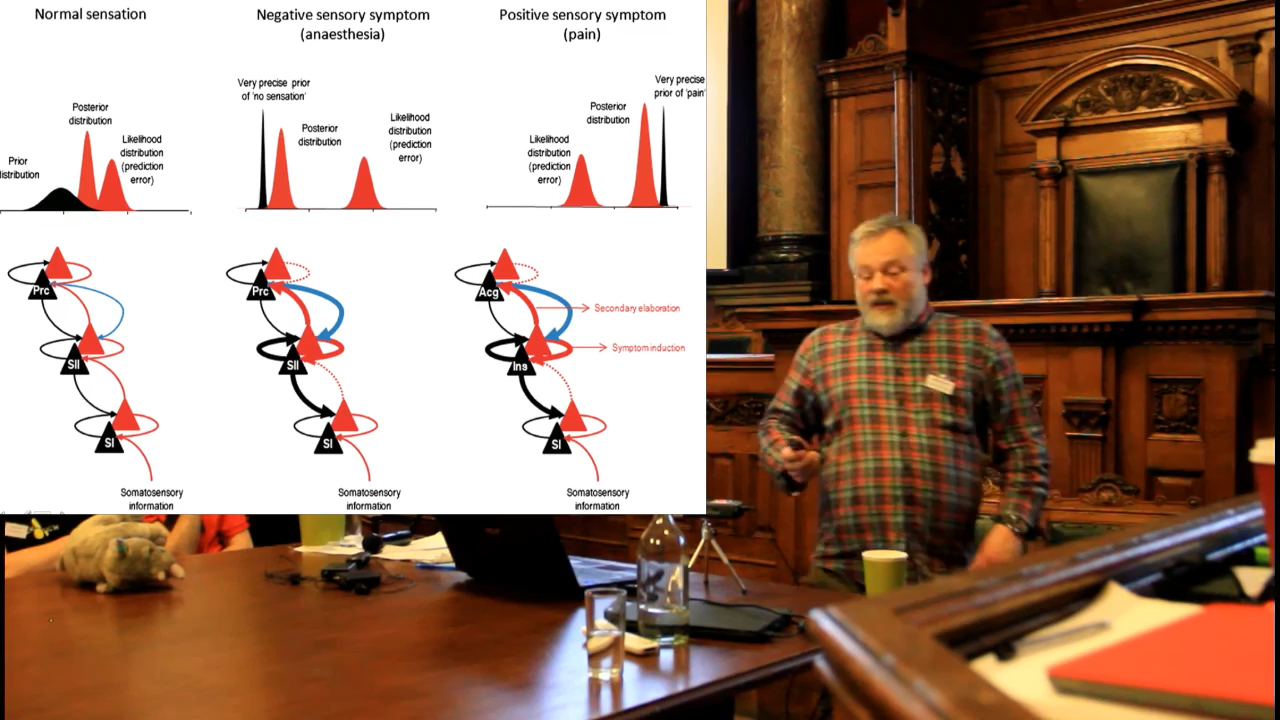 Normal sensation
Negative sensory symptom
(anaesthesia)
Positive sensory symptom
(pain)
Posterior
distribution
Likelihood
distribution
(prediction
error)
Prior
distribution
Very precise prior
of 'no sensation'
Posterior
distribution
Likelihood
distribution
(prediction
error)
Likelihood
distribution
(prediction
error)
Posterior
distribution
Very precise
prior of 'pain'
Prc
SII
SI
Somatosensory
information
Prc
SII
SI
Somatosensory
information
Acg
Ins
SI
Secondary elaboration
Symptom induction
Somatosensory
information